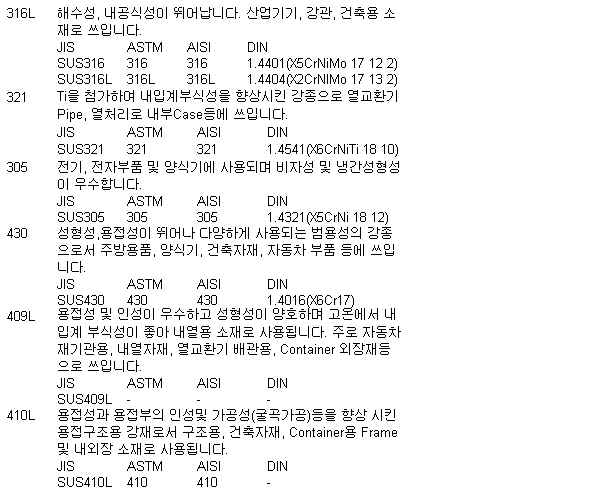 316L 해수성, 내공식성이 뛰어납니다. 산업기기, 강관, 건축용 소
재로 쓰입니다.
JIS ASTM AISI DIN
SUS316 316 316 1.4401(X5CrNiMo 17 12 2)
SUS316L 316L 316L 1.4404(X2CrNIMo 17 13 2)
321 Ti을 첨가하여 내입계부식성을 향상시킨 강종으로 열교환기
Pipe, 열처리로 내부Case등에 쓰입니다.
JIS ASTM AISI DIN
SUS321 321 321 1.4541(X6CrNiTi 18 10)
305 전기, 전자부품 및 양식기에 사용되며 비자성 및 냉간성형성
이 우수합니다.
JIS ASTM AISI DIN
SUS305 305 305 1.4321(X5CrNi 18 12)
430 성형성,용접성이 뛰어나 다양하게 사용되는 범용성의 강종
으로서 주방용품, 양식기, 건축자재, 자동차 부품 등에 쓰입
니다.
JIS ASTM AISI DIN
SUS430 430 430 1.4016(X6Cr17)
409L 용접성 및 인성이 우수하고 성형성이 양호하며 고온에서 내
입계 부식성이 좋아 내열용 소재로 사용됩니다. 주로 자동차
재기관용, 내열자재, 열교환기 배관용, Container 외장재등
으로 쓰입니다.
JIS ASTM AISI DIN
SUS409L - - -
410L 용접성과 용접부의 인성및 가공성(굴곡가공)등을 향상 시킨
용접구조용 강재로서 구조용, 건축자재, Container용 Frame
및 내외장 소재로 사용됩니다.
JIS ASTM AISI DIN
SUS410L 410 410 -